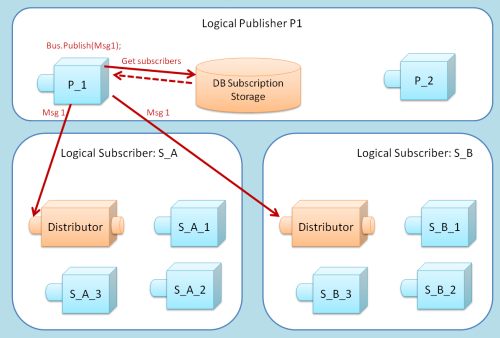 Logical Publisher P1
Bus.Publish(Msg1);
Get subscribers
P_1
DB Subscription
Storage
P_2
Msg 1
Msg 1
Logical Subscriber: S_A
Logical Subscriber: S_B
Distributor
S_A_1
Distributor
S_B_1
S_A_3
S_A_2
S_B_3
S_B_2